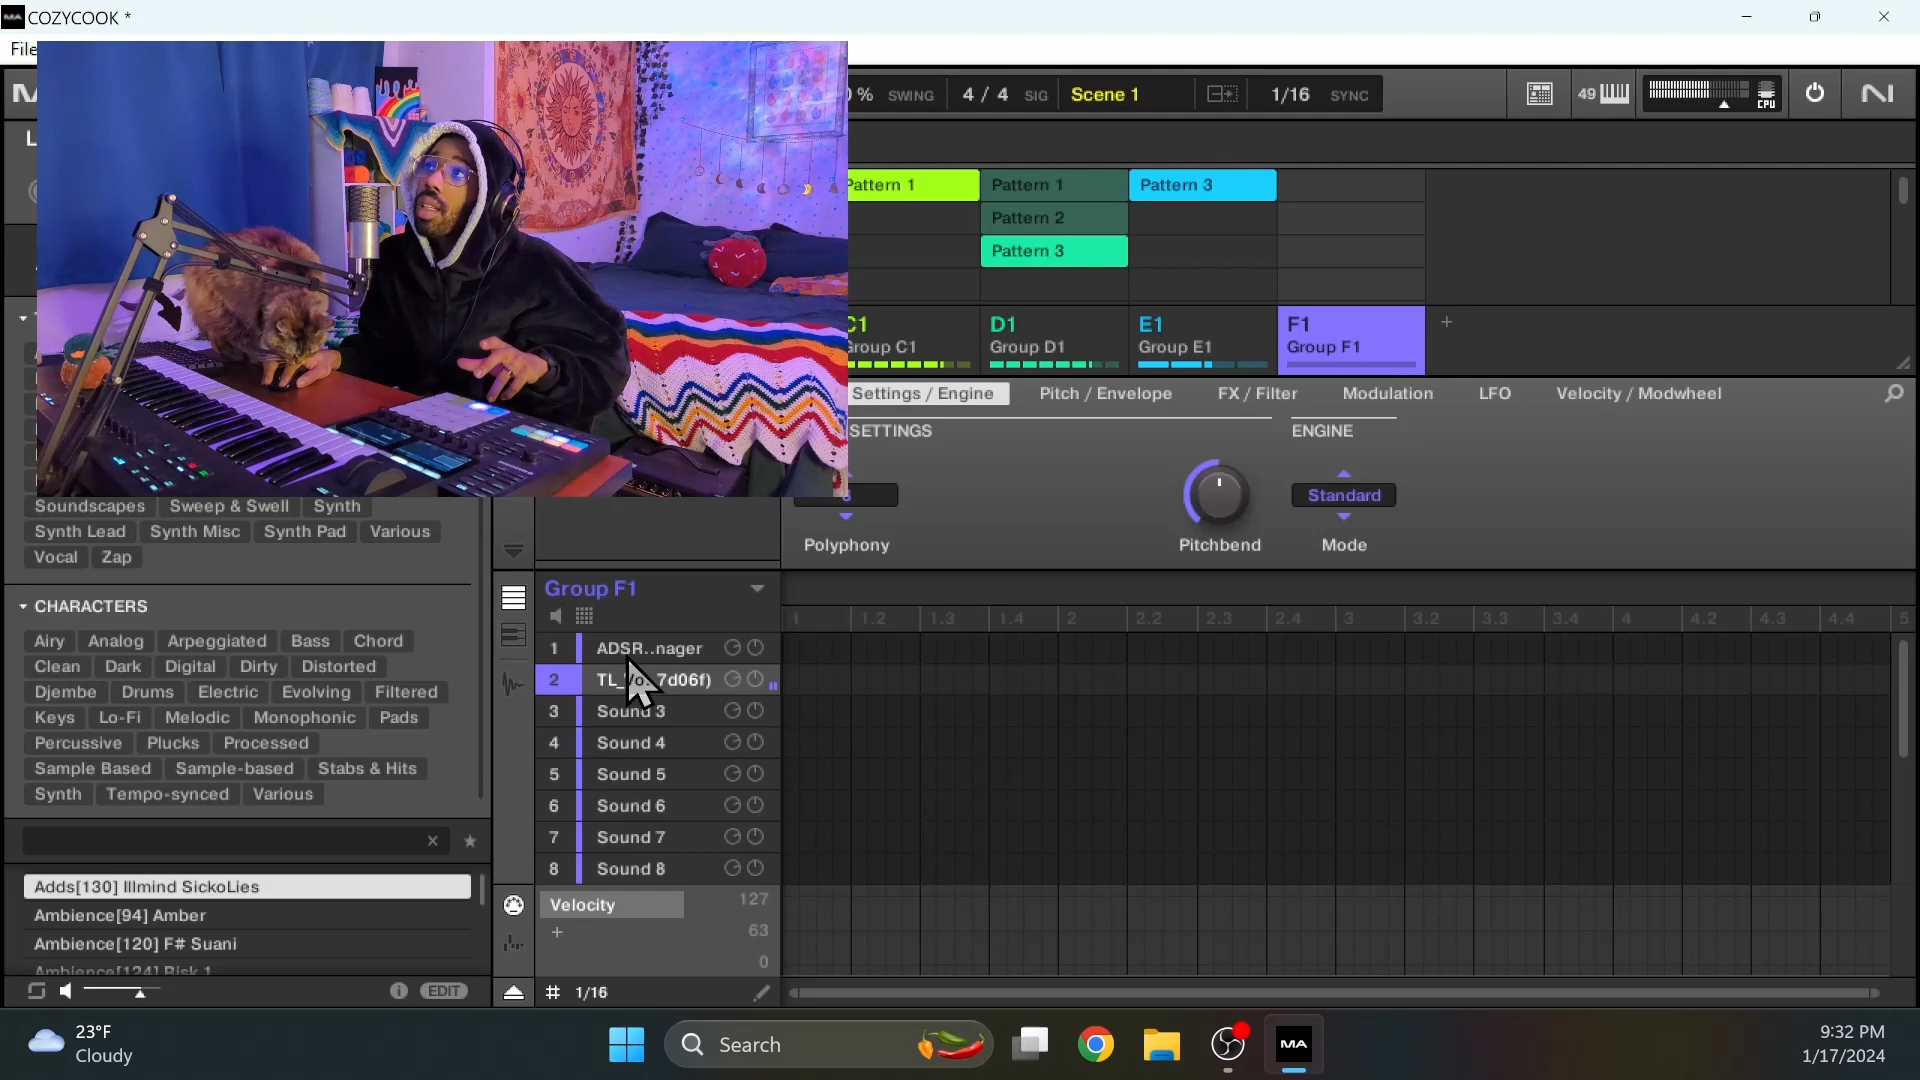 COZYCOOK *
File
% SWING 4 / 4 SIG Scene 1 1/16 SYNC 49 CPU
Pattern 1 Pattern 1 Pattern 3
Pattern 2
Pattern 3
C1 D1 E1 F1 +
Group C1 Group D1 Group E1 Group F1
Settings / Engine Pitch / Envelope FX / Filter Modulation LFO Velocity / Modwheel
SETTINGS ENGINE
8 Standard
Polyphony Pitchbend Mode
Soundscapes Sweep & Swell Synth
Synth Lead Synth Misc Synth Pad Various
Vocal Zap
CHARACTERS
Airy Analog Arpeggiated Bass Chord
Clean Dark Digital Dirty Distorted
Djembe Drums Electric Evolving Filtered
Keys Lo-Fi Melodic Monophonic Pads
Percussive Plucks Processed
Sample Based Sample-based Stabs & Hits
Synth Tempo-synced Various
Adds[130] Illmind SickoLies
Ambience[94] Amber
Ambience[120] F# Suani
Ambience[124] Risk 1
EDIT
Group F1
1 1.2 1.3 1.4 2 2.2 2.3 2.4 3 3.2 3.3 3.4 4 4.2 4.3 4.4 5
1 ADSR..nager
2 7d06f)
3 Sound 3
4 Sound 4
5 Sound 5
6 Sound 6
7 Sound 7
8 Sound 8
Velocity 127
+ 63
0
# 1/16
23°F
Cloudy
Search
MA
9:32 PM
1/17/2024